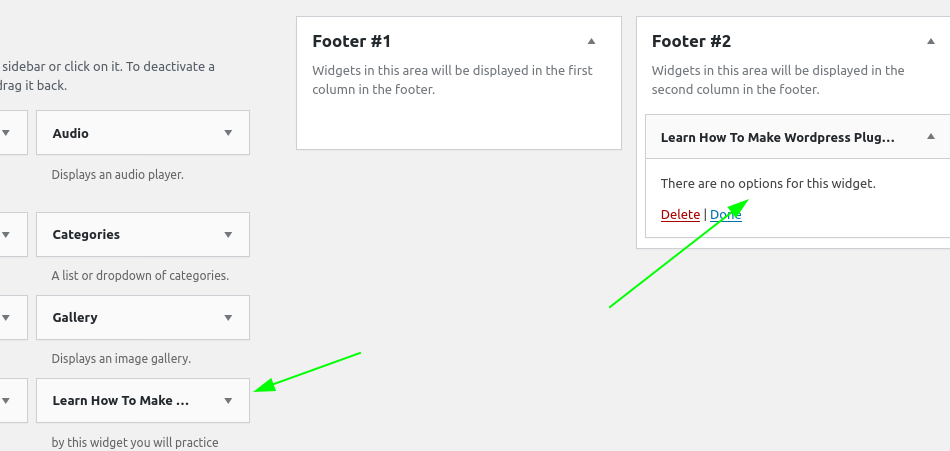 sidebar or click on it. To deactivate a
drag it back.
Audio
Displays an audio player.
Categories
A list or dropdown of categories.
Gallery
Displays an image gallery.
Learn How To Make ...
by this widget you will practice
Footer #1
Widgets in this area will be displayed in the first
column in the footer.
Footer #2
Widgets in this area will be displayed in the
second column in the footer.
Learn How To Make Wordpress Plug...
There are no options for this widget.
Delete | Done